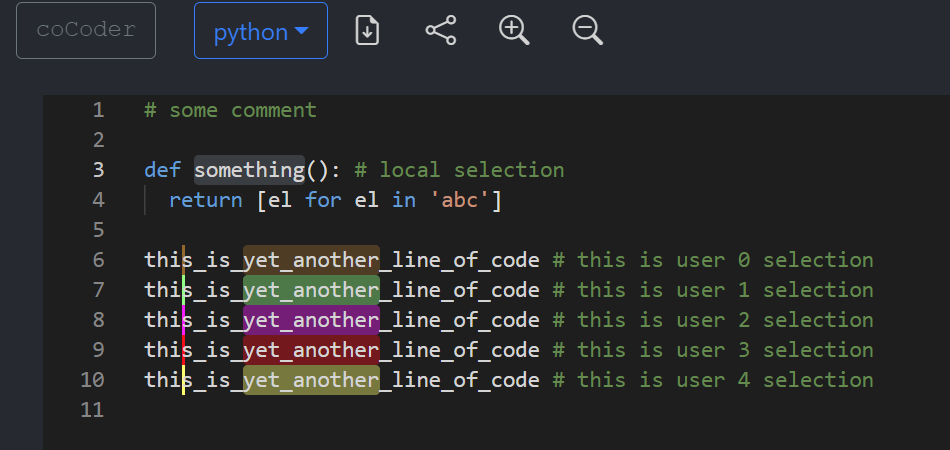 coCoder
python
1 # some comment
2
3 def something(): # local selection
4 return [el for el in 'abc']
5
6 this_is_yet_another_line_of_code # this is user 0 selection
7 this_is_yet_another_line_of_code # this is user 1 selection
8 this_is_yet_another_line_of_code # this is user 2 selection
9 this_is_yet_another_line_of_code # this is user 3 selection
10 this_is_yet_another_line_of_code # this is user 4 selection
11